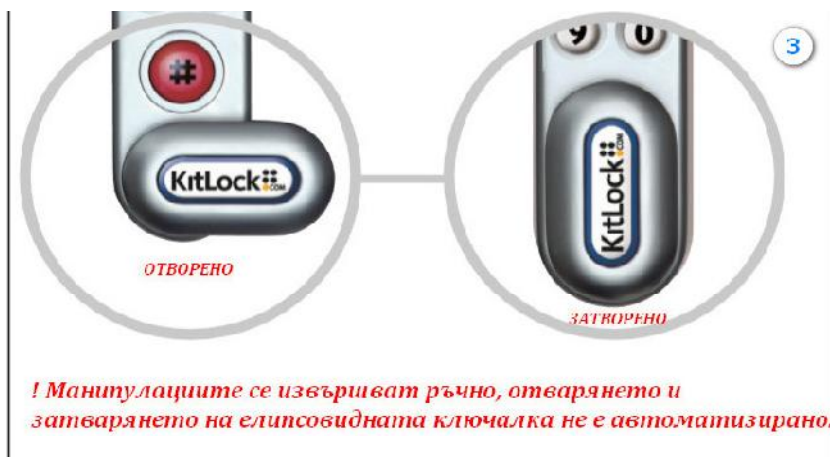 #
9 0
3
KitLock.COM
KitLock.COM
ОТВОРЕНО
ЗАТВОРЕНО
! Манипулациите се извършват ръчно, отварянето и
затварянето на елипсовидната ключалка не е автоматизирано.